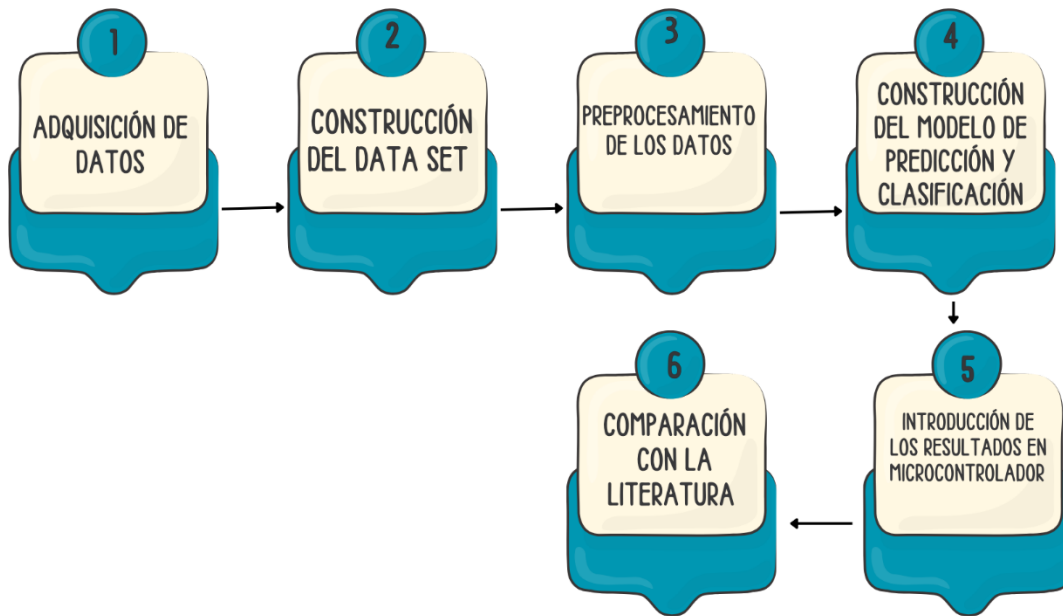 1
ADQUISICIÓN DE
DATOS
2
CONSTRUCCIÓN
DEL DATA SET
3
PREPROCESAMIENTO
DE LOS DATOS
4
CONSTRUCCIÓN
DEL MODELO DE
PREDICCIÓN Y
CLASIFICACIÓN
5
INTRODUCCIÓN DE
LOS RESULTADOS EN
MICROCONTROLADOR
6
COMPARACIÓN
CON LA
LITERATURA